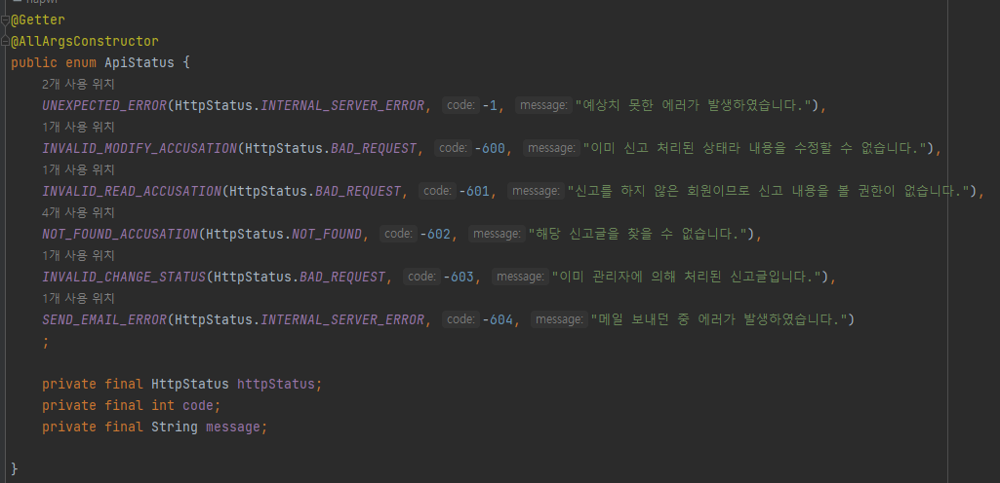 @Getter
@AllArgsConstructor
public enum ApiStatus {
2개 사용 위치
UNEXPECTED_ERROR(HttpStatus.INTERNAL_SERVER_ERROR, code: -1, message: "예상치 못한 에러가 발생하였습니다."),
1개 사용 위치
INVALID_MODIFY_ACCUSATION(HttpStatus.BAD_REQUEST, code: -600, message: "이미 신고 처리된 상태라 내용을 수정할 수 없습니다."),
1개 사용 위치
INVALID_READ_ACCUSATION(HttpStatus.BAD_REQUEST, code: -601, message: "신고를 하지 않은 회원이므로 신고 내용을 볼 권한이 없습니다."),
4개 사용 위치
NOT_FOUND_ACCUSATION(HttpStatus.NOT_FOUND, code: -602, message: "해당 신고글을 찾을 수 없습니다."),
1개 사용 위치
INVALID_CHANGE_STATUS(HttpStatus.BAD_REQUEST, code: -603, message: "이미 관리자에 의해 처리된 신고글입니다."),
1개 사용 위치
SEND_EMAIL_ERROR(HttpStatus.INTERNAL_SERVER_ERROR, code: -604, message: "메일 보내던 중 에러가 발생하였습니다.")
;
private final HttpStatus httpStatus;
private final int code;
private final String message;
}